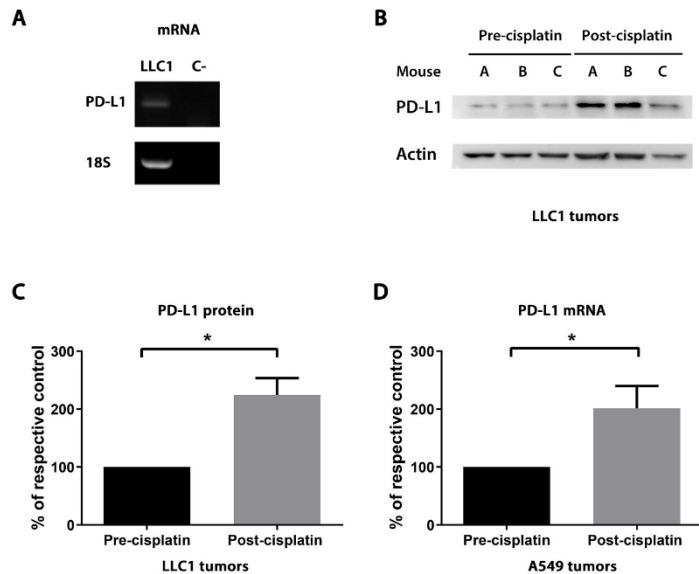 A
mRNA
LLC1 C-
PD-L1
18S
B
Pre-cisplatin Post-cisplatin
Mouse A B C A B C
PD-L1
Actin
LLC1 tumors
C
PD-L1 protein
*
% of respective control
300
200
100
0
Pre-cisplatin Post-cisplatin
LLC1 tumors
D
PD-L1 mRNA
*
% of respective control
300
200
100
0
Pre-cisplatin Post-cisplatin
A549 tumors